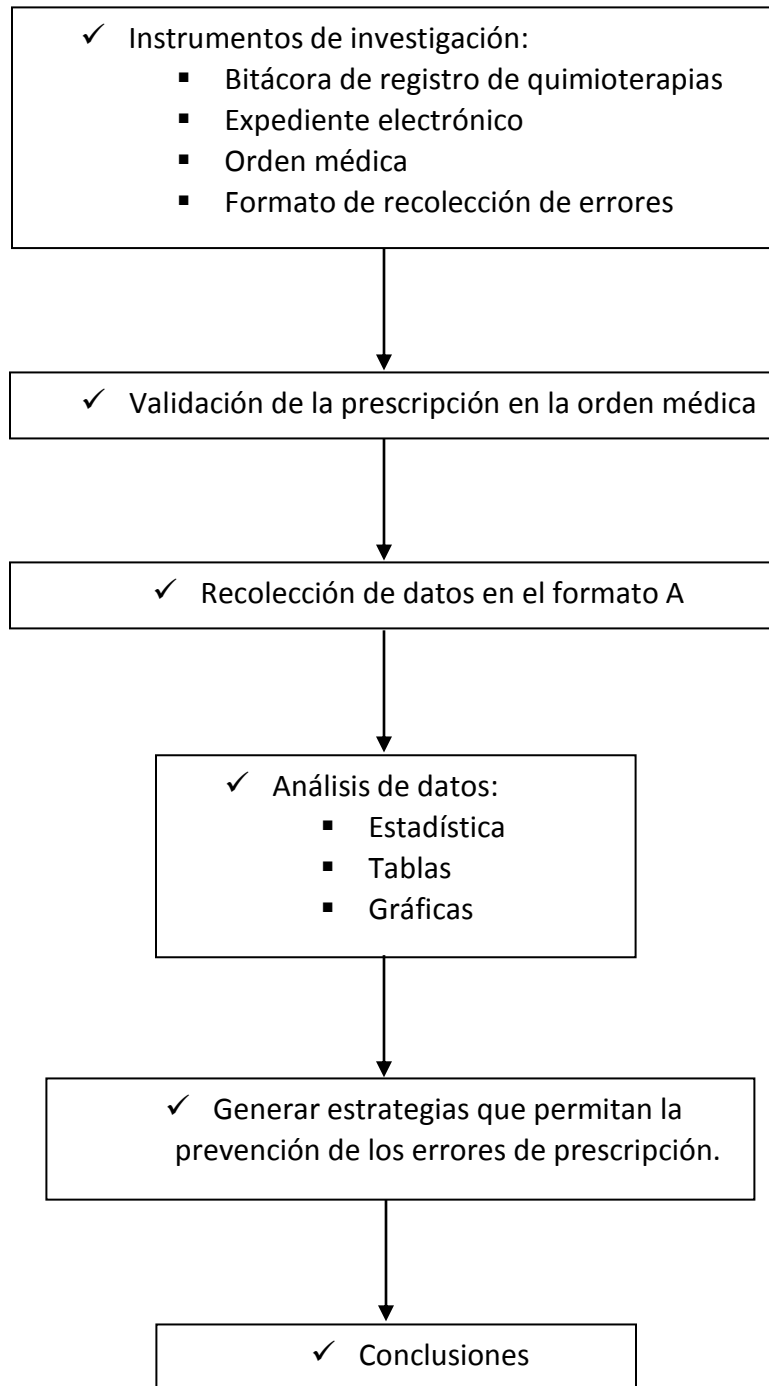 ✓ Instrumentos de investigación:
▪ Bitácora de registro de quimioterapias
▪ Expediente electrónico
▪ Orden médica
▪ Formato de recolección de errores
✓ Validación de la prescripción en la orden médica
✓ Recolección de datos en el formato A
✓ Análisis de datos:
▪ Estadística
▪ Tablas
▪ Gráficas
✓ Generar estrategias que permitan la
prevención de los errores de prescripción.
✓ Conclusiones